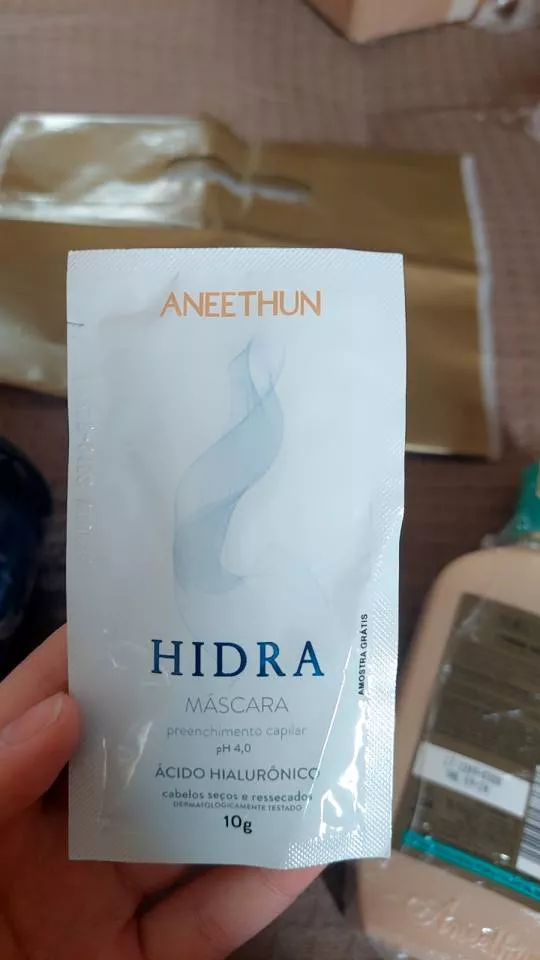 ANEETHUN
HIDRA
MÁSCARA
preenchimento capilar
pH 4,0
ÁCIDO HIALURÔNICO
cabelos secos e ressecados
DERMATOLOGICAMENTE TESTADO
10g
AMOSTRA GRÁTIS